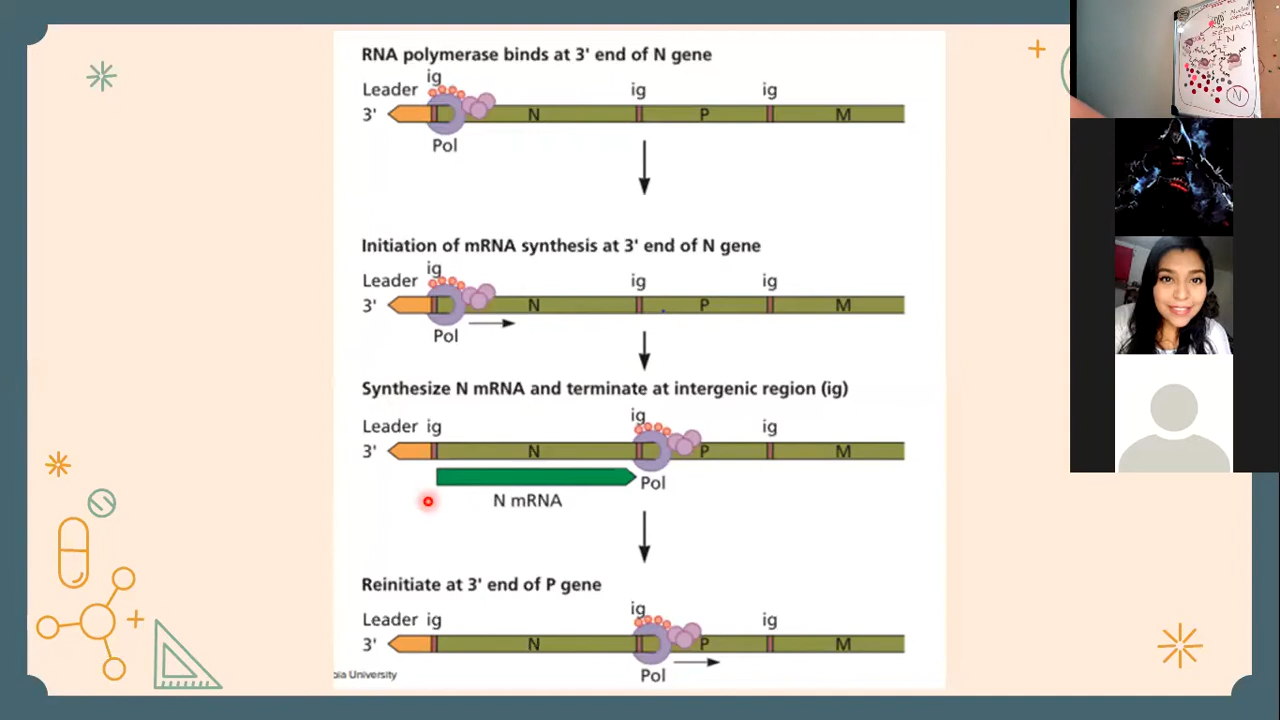 RNA polymerase binds at 3' end of N gene
ig
Leader
ig
ig
3'
N
P
M
Pol
Initiation of mRNA synthesis at 3' end of N gene
ig
Leader
ig
ig
3'
N
P
M
Pol
Synthesize N mRNA and terminate at intergenic region (ig)
ig
Leader ig
ig
3'
N
P
M
N mRNA
Pol
Reinitiate at 3' end of P gene
ig
Leader ig
ig
3'
N
P
M
Pol
University
N
N